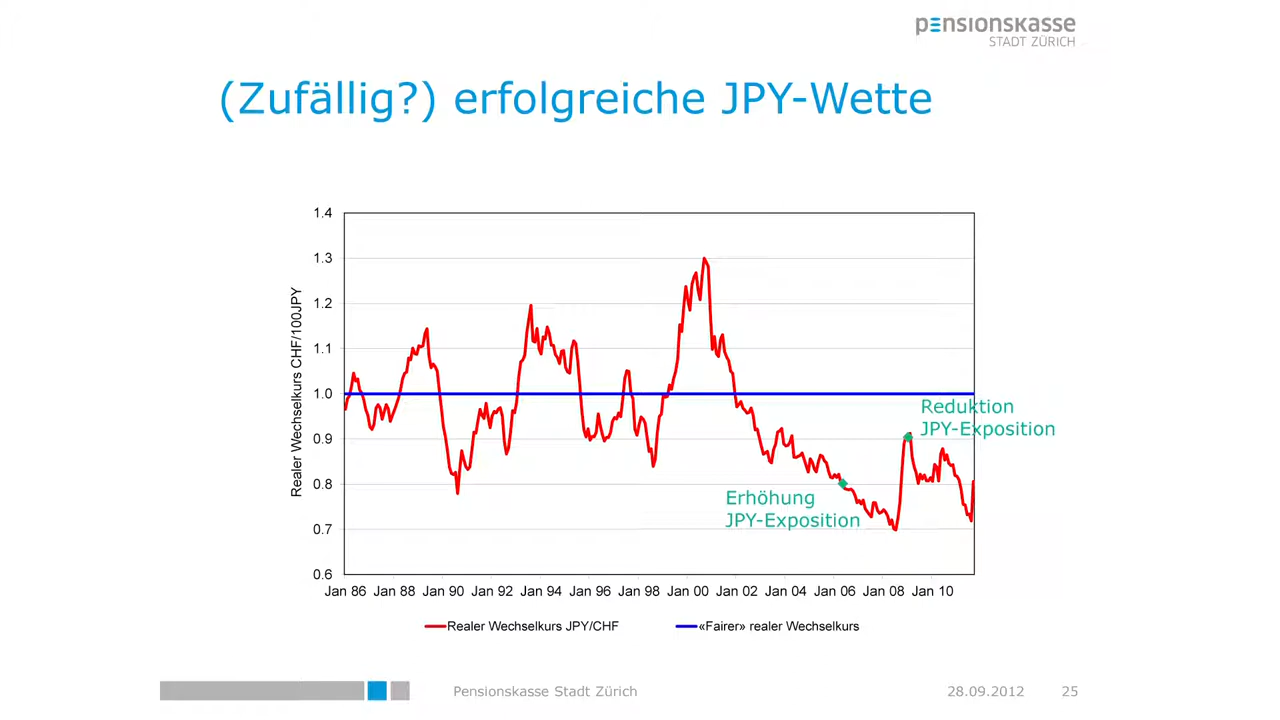 pensionskasse
STADT ZÜRICH
(Zufällig?) erfolgreiche JPY-Wette
Realer Wechselkurs CHF/100JPY
1.4
1.3
1.2
1.1
1.0
0.9
0.8
0.7
0.6
Reduktion
JPY-Exposition
Erhöhung
JPY-Exposition
Jan 86 Jan 88 Jan 90 Jan 92 Jan 94 Jan 96 Jan 98 Jan 00 Jan 02 Jan 04 Jan 06 Jan 08 Jan 10
Realer Wechselkurs JPY/CHF «Fairer» realer Wechselkurs
Pensionskasse Stadt Zürich 28.09.2012 25